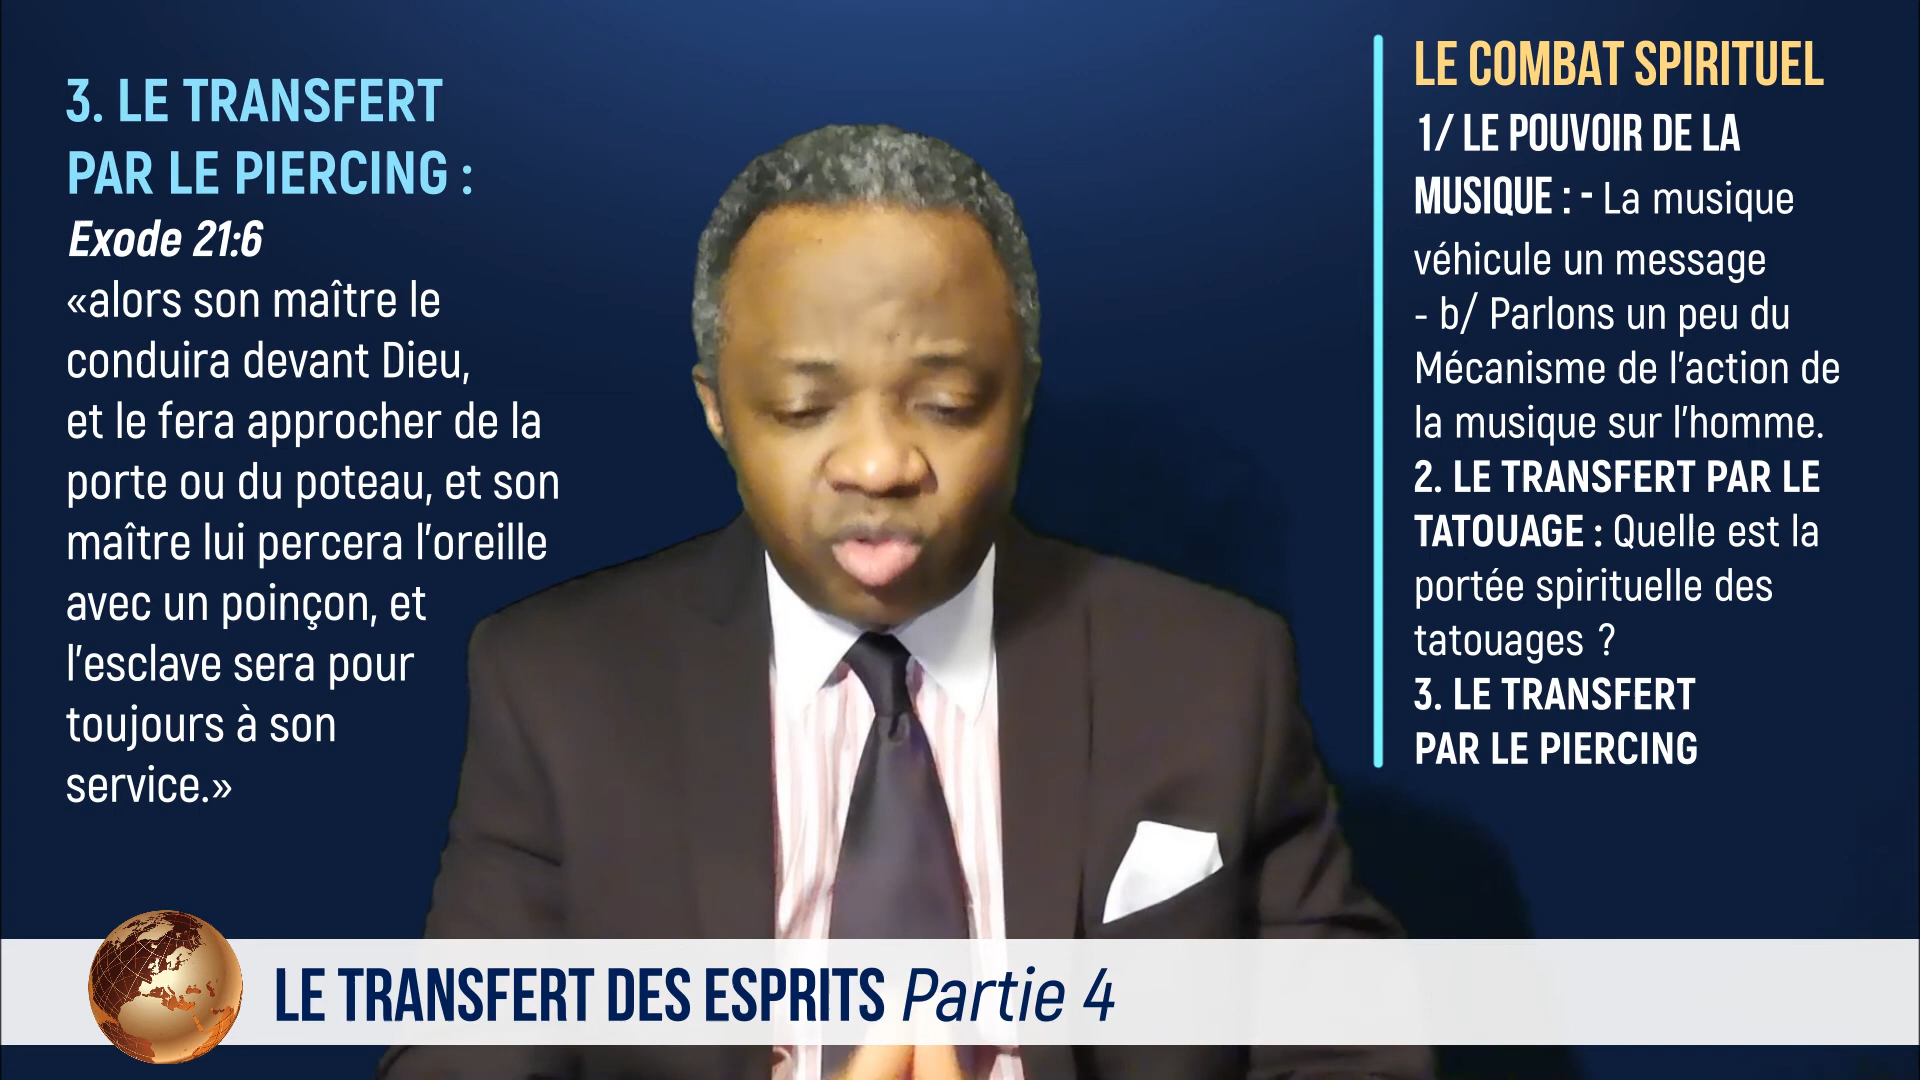 3. LE TRANSFERT
PAR LE PIERCING :
Exode 21:6
«alors son maître le
conduira devant Dieu,
et le fera approcher de la
porte ou du poteau, et son
maître lui percera l'oreille
avec un poinçon, et
l'esclave sera pour
toujours à son
service.»
LE COMBAT SPIRITUEL
1/ LE POUVOIR DE LA
MUSIQUE : - La musique
véhicule un message
- b/ Parlons un peu du
Mécanisme de l'action de
la musique sur l'homme.
2. LE TRANSFERT PAR LE
TATOUAGE : Quelle est la
portée spirituelle des
tatouages ?
3. LE TRANSFERT
PAR LE PIERCING
LE TRANSFERT DES ESPRITS Partie 4